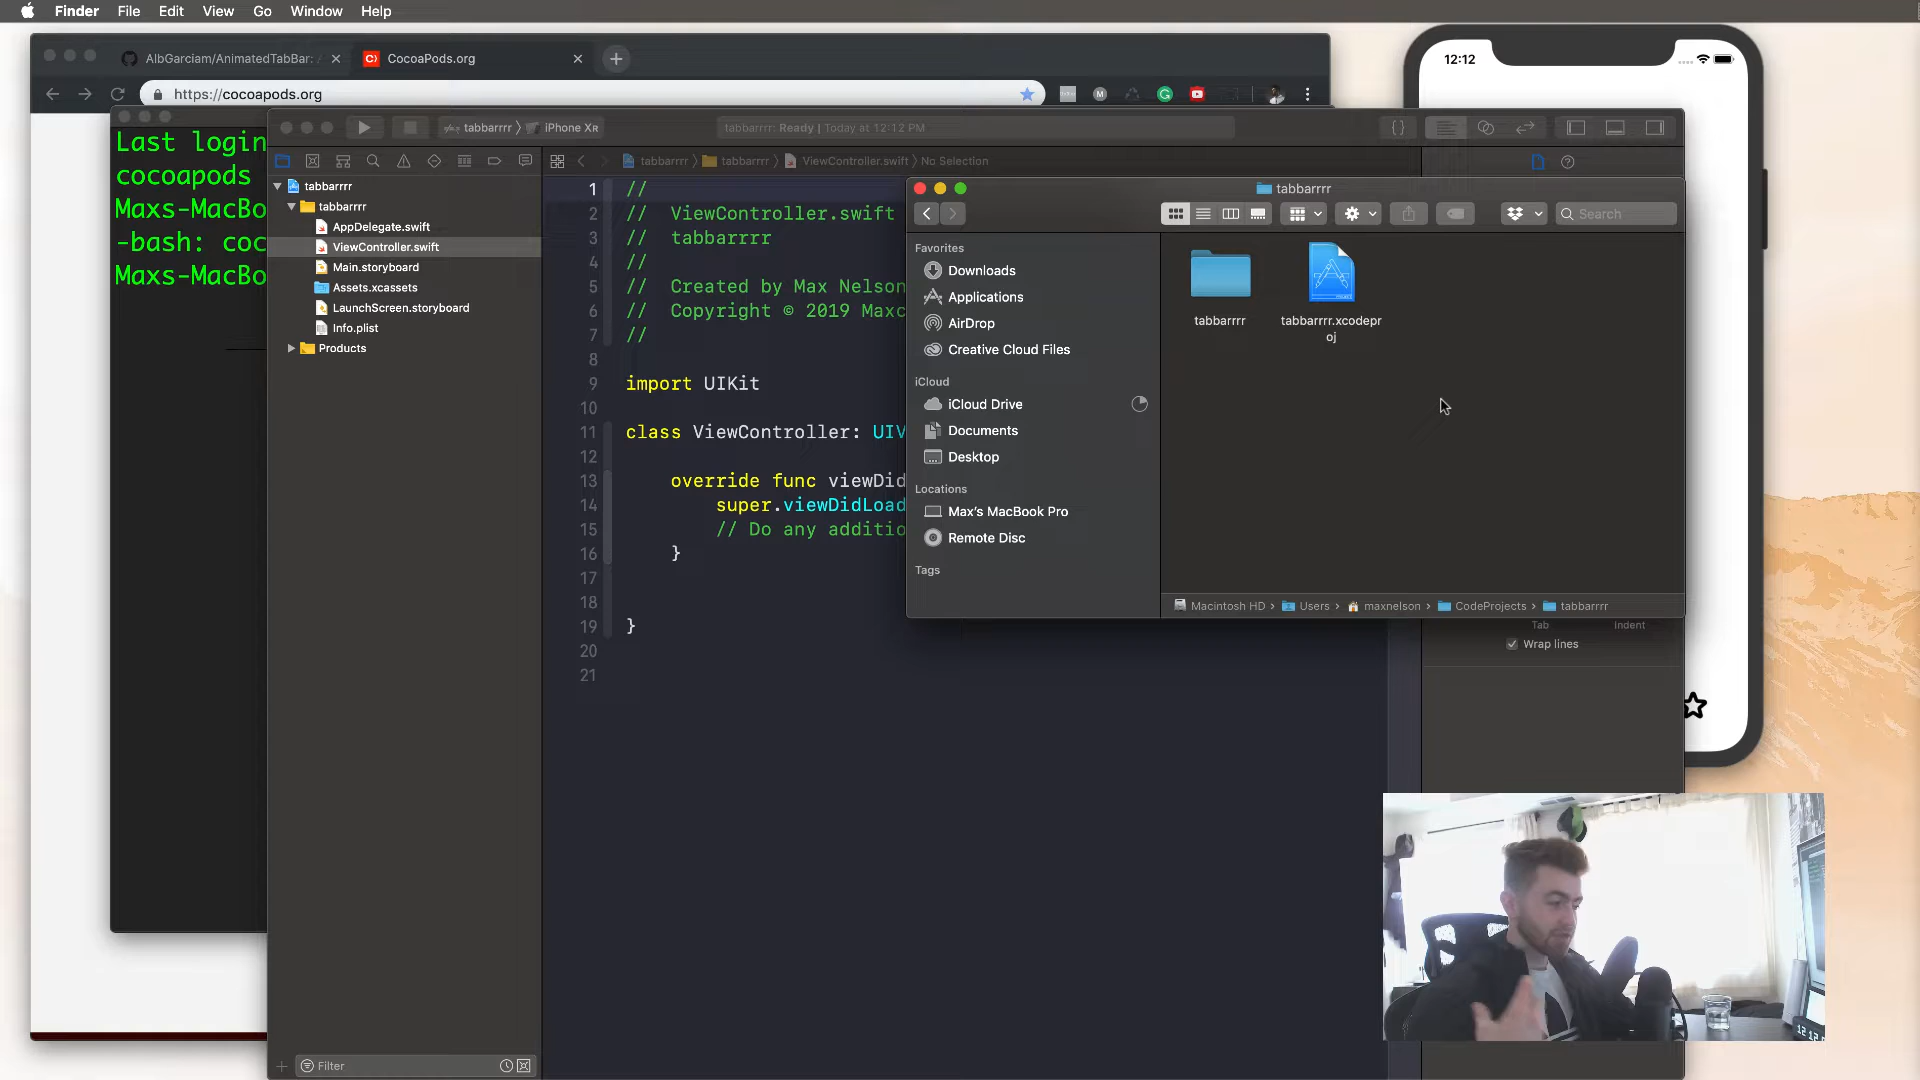 Finder File Edit View Go Window Help
AlbGarciam/AnimatedTabBar:
CocoaPods.org
https://cocoapods.org
12:12
Last login
cocoapods
Maxs-MacBo
-bash: coc
Maxs-MacBo
tabbarrrr iPhone XR
tabbarrrr: Ready | Today at 12:12 PM
tabbarrrr tabbarrrr ViewController.swift No Selection
tabbarrrr
tabbarrrr
AppDelegate.swift
ViewController.swift
Main.storyboard
Assets.xcassets
LaunchScreen.storyboard
Info.plist
Products
Filter
1 //
2 // ViewController.swift
3 // tabbarrrr
4 //
5 // Created by Max Nelson
6 // Copyright © 2019 Maxc
7 //
8
9 import UIKit
10
11 class ViewController: UIV
12
13 override func viewDid
14 super.viewDidLoad
15 // Do any additio
16 }
17
18
19 }
20
21
tabbarrrr
Search
Favorites
Downloads
Applications
AirDrop
Creative Cloud Files
iCloud
iCloud Drive
Documents
Desktop
Locations
Max's MacBook Pro
Remote Disc
Tags
tabbarrrr
tabbarrrr.xcodepr
oj
Macintosh HD › Users › maxnelson › CodeProjects › tabbarrrr
Tab Indent
Wrap lines